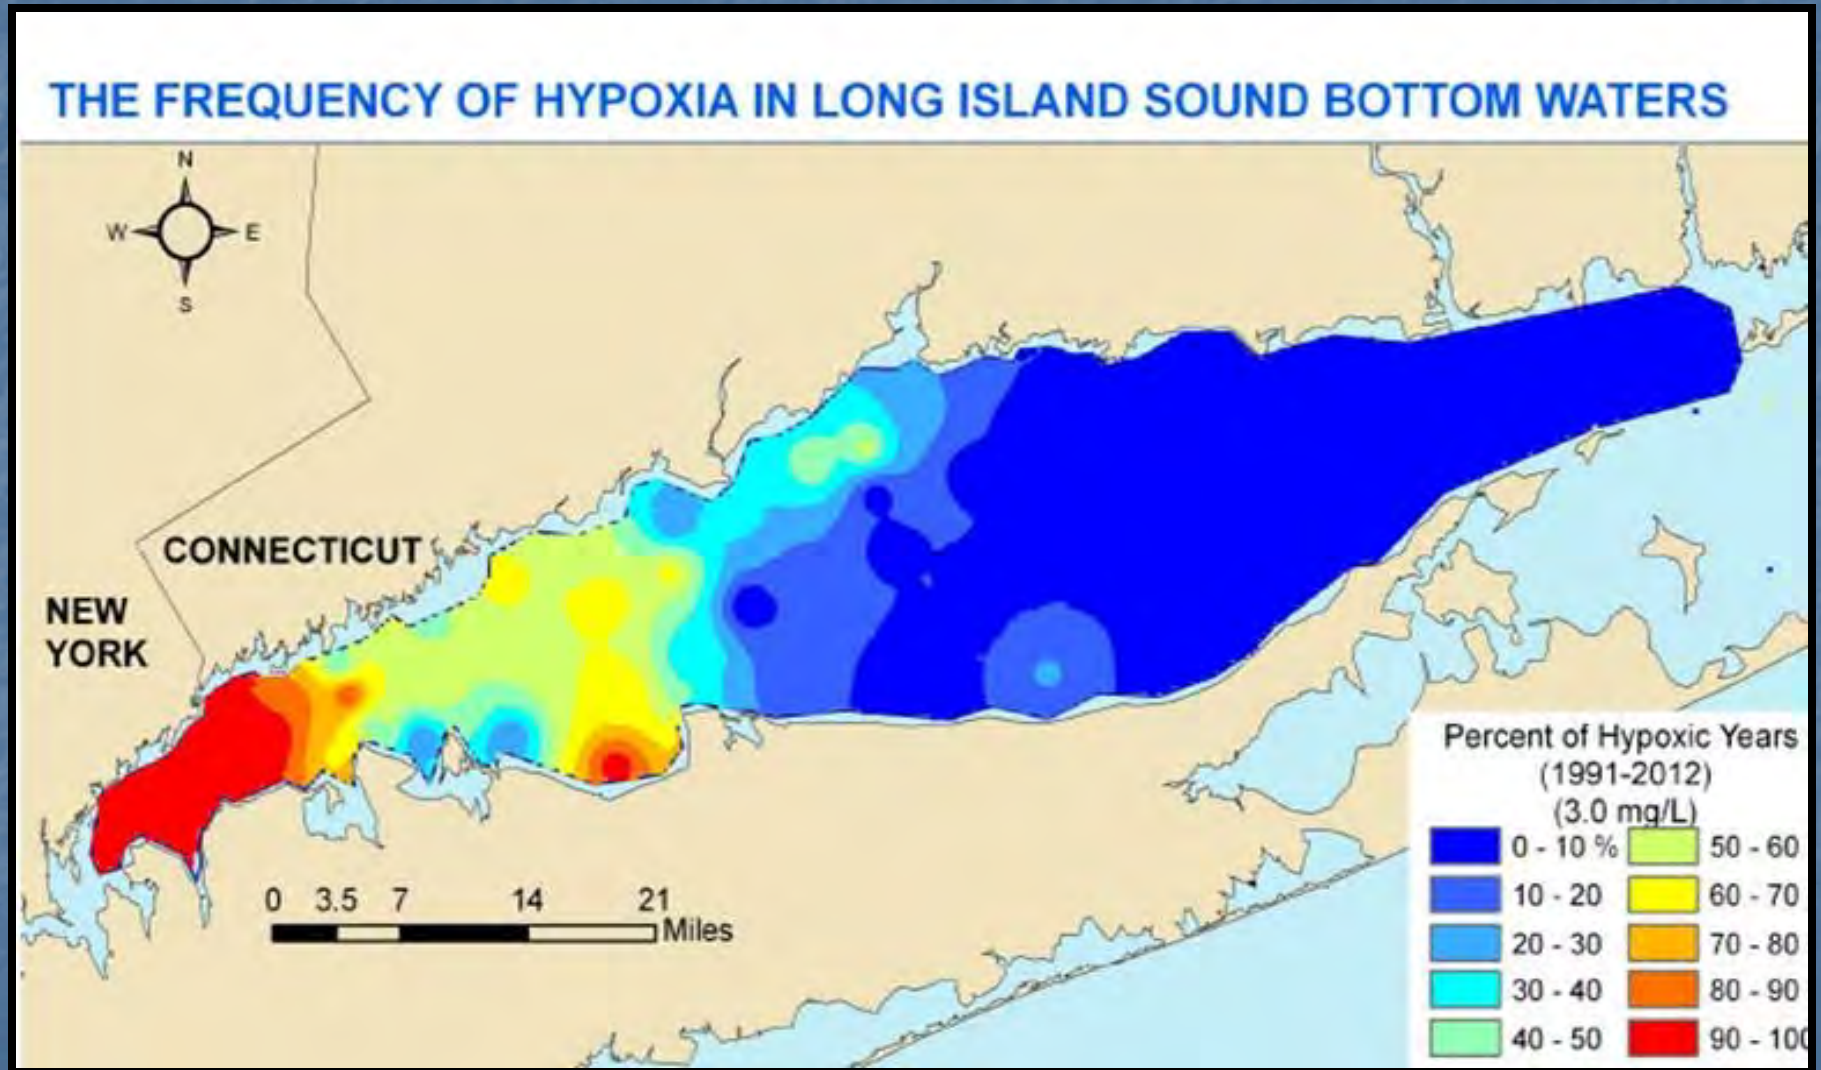 THE FREQUENCY OF HYPOXIA IN LONG ISLAND SOUND BOTTOM WATERS
N
W E
S
CONNECTICUT
NEW
YORK
0 3.5 7 14 21
Miles
Percent of Hypoxic Years
(1991-2012)
(3.0 mg/L)
0 - 10 % 50 - 60
10 - 20 60 - 70
20 - 30 70 - 80
30 - 40 80 - 90
40 - 50 90 - 100